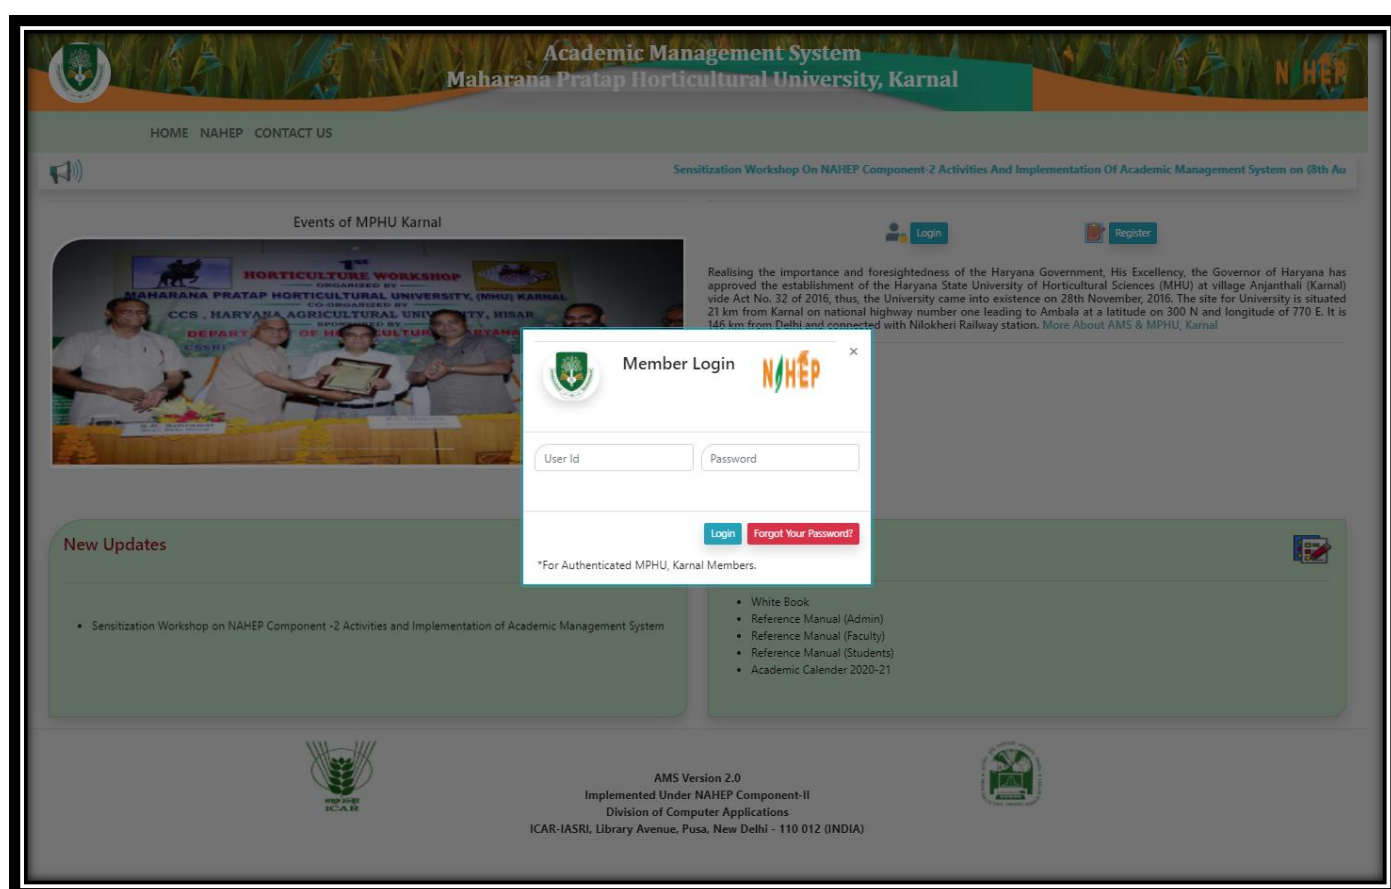 Academic Management System
Maharana Pratap Horticultural University, Karnal
NAHEP
HOME NAHEP CONTACT US
Sensitization Workshop On NAHEP Component-2 Activities And Implementation Of Academic Management System on (8th Au
Events of MPHU Karnal
1ST
HORTICULTURE WORKSHOP
ORGANIZED BY
MAHARANA PRATAP HORTICULTURAL UNIVERSITY, (MHU) KARNAL
CO-ORGANIZED BY
CCS . HARYANA AGRICULTURAL UNIVERSITY, HISAR
SPONSORED BY
Login
Register
Realising the importance and foresightedness of the Haryana Government, His Excellency, the Governor of Haryana has
approved the establishment of the Haryana State University of Horticultural Sciences (MHU) at village Anjanthali (Karnal)
vide Act No. 32 of 2016, thus, the University came into existence on 28th November, 2016. The site for University is situated
21 km from Karnal on national highway number one leading to Ambala at a latitude on 300 N and longitude of 770 E. It is
146 km from Delhi and connected with Nilokheri Railway station. More About AMS & MPHU, Karnal
Member Login
NAHEP
×
User Id
Password
Login
Forgot Your Password?
*For Authenticated MPHU, Karnal Members.
New Updates
Sensitization Workshop on NAHEP Component -2 Activities and Implementation of Academic Management System
White Book
Reference Manual (Admin)
Reference Manual (Faculty)
Reference Manual (Students)
Academic Calender 2020-21
ICAR
AMS Version 2.0
Implemented Under NAHEP Component-II
Division of Computer Applications
ICAR-IASRI, Library Avenue, Pusa, New Delhi - 110 012 (INDIA)